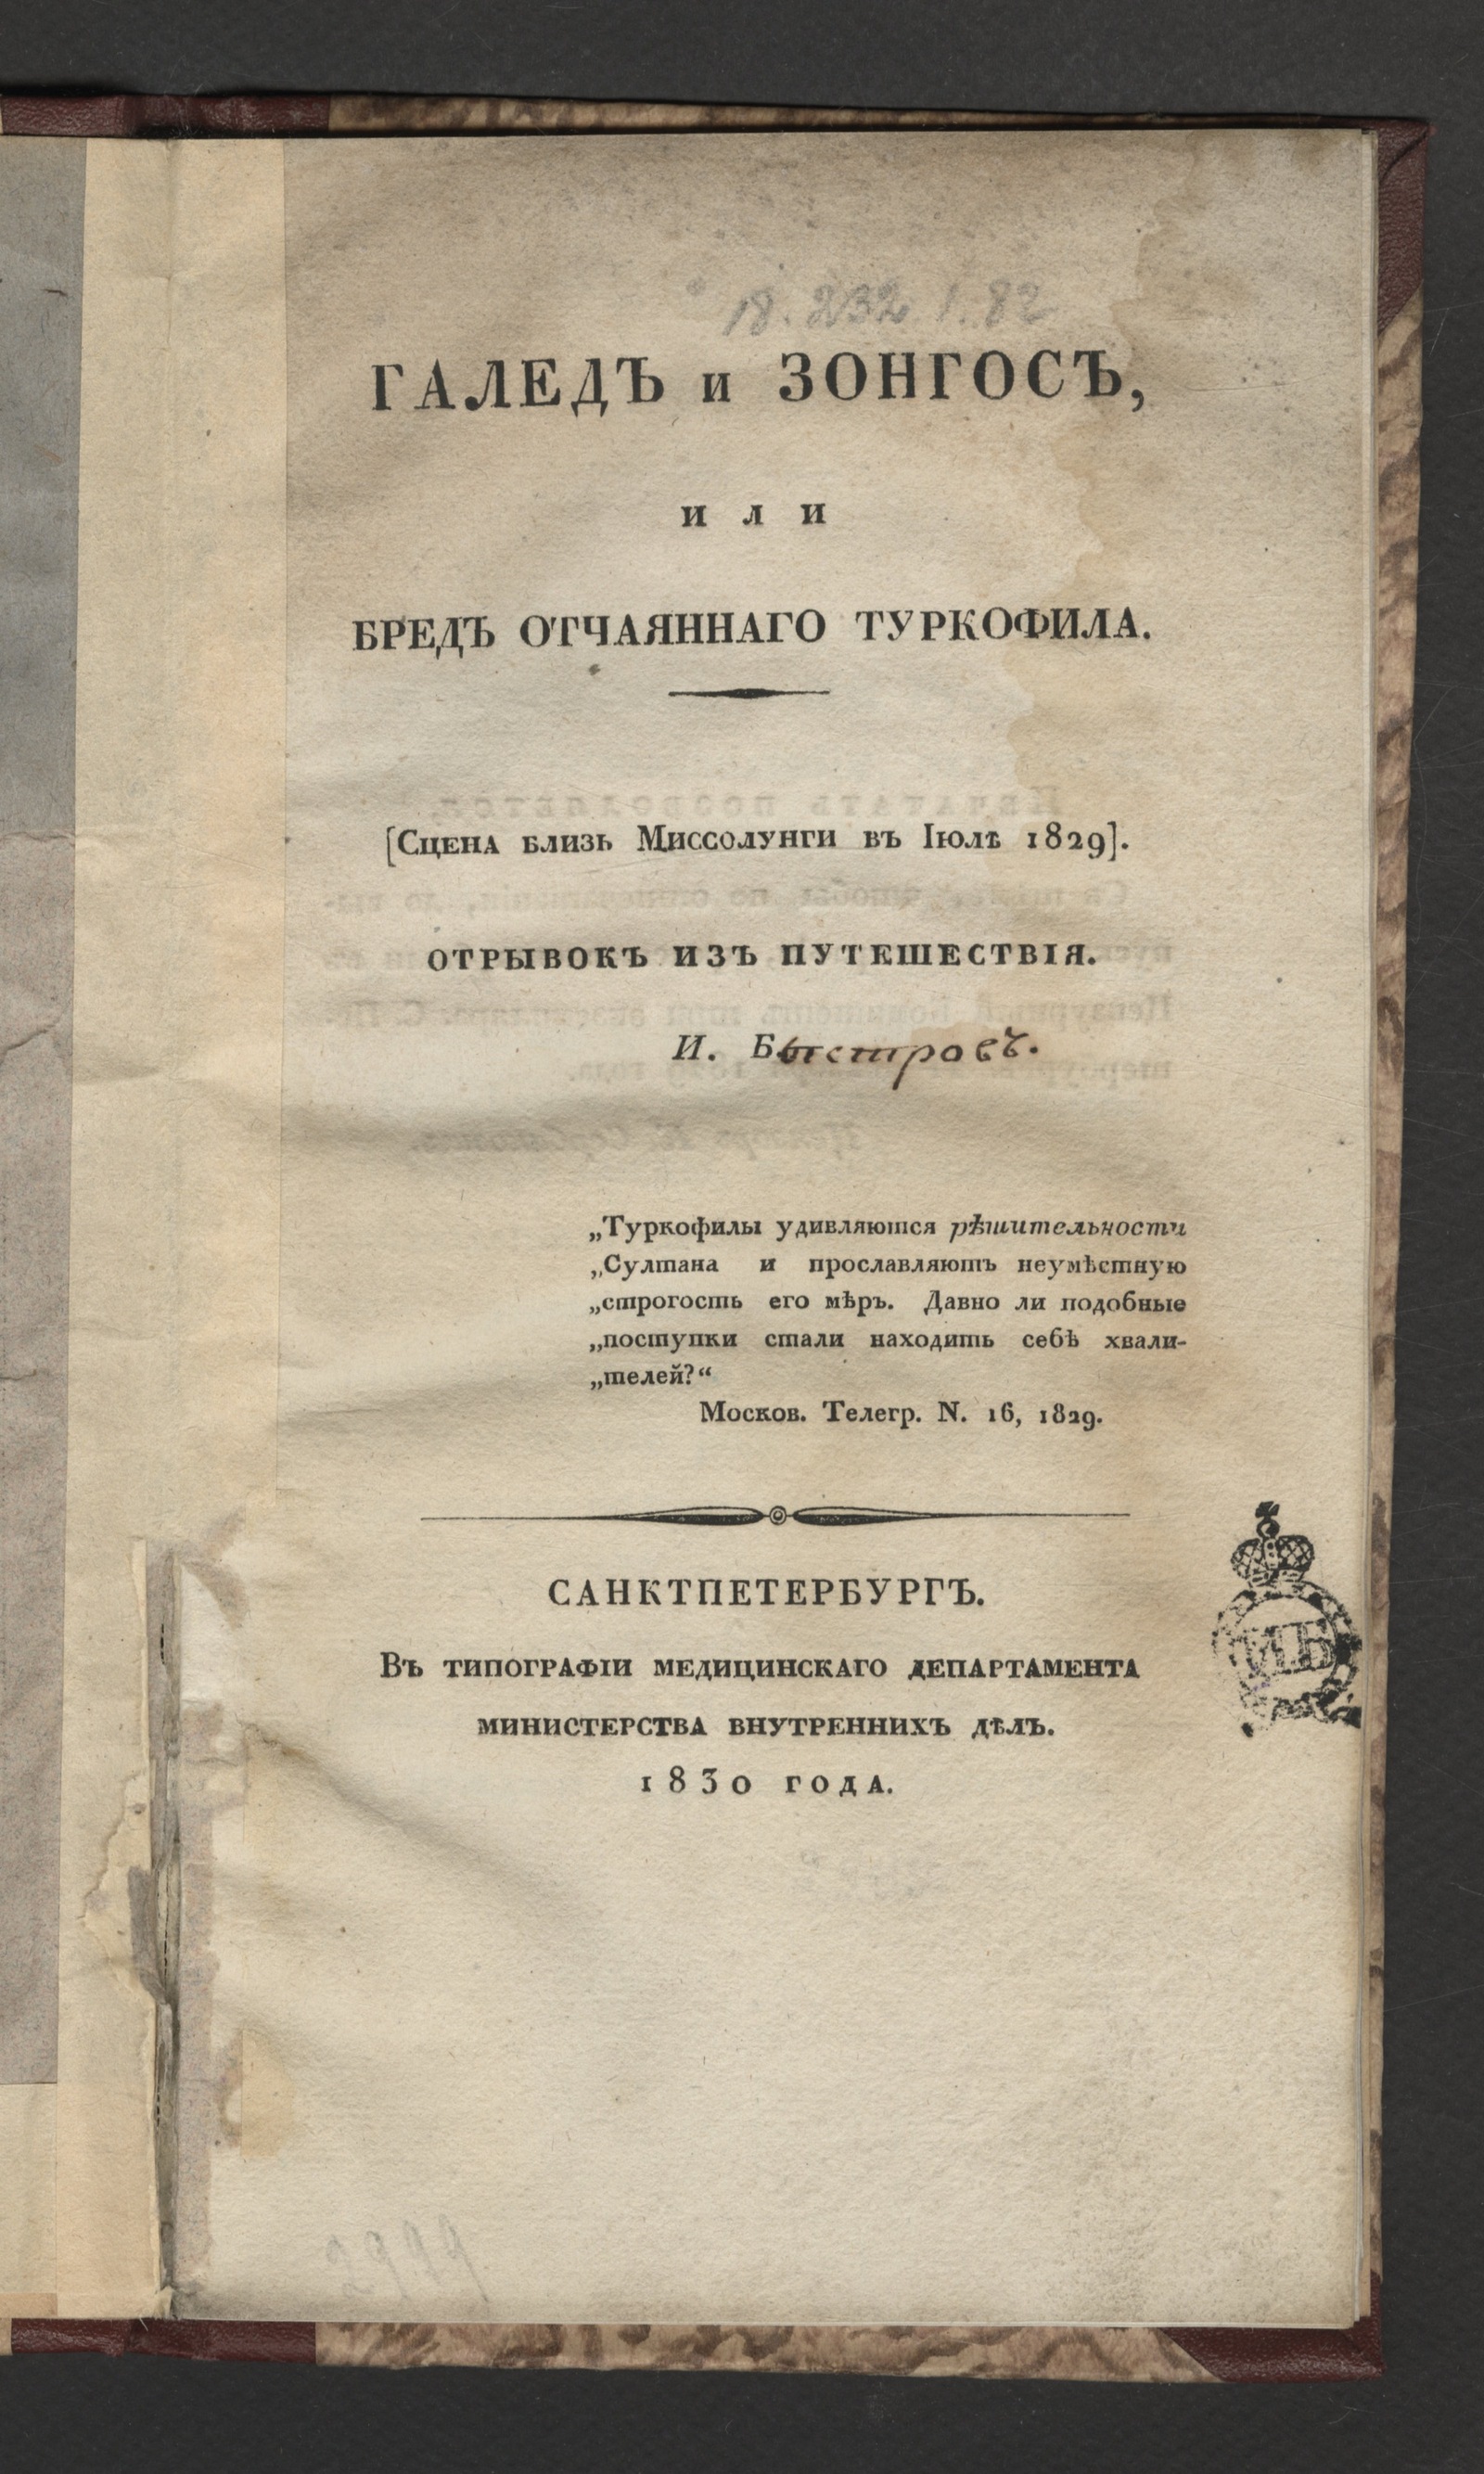 18. 232. 1. 82
ГАЛЕДЪ и ЗОНГОСЪ,
или
БРЕДЪ ОТЧАЯННАГО ТУРКОФИЛА.
[Сцена близь Миссолунги въ Іюлѣ 1829].
ОТРЫВОКЪ ИЗЪ ПУТЕШЕСТВІЯ.
И. Быстровъ.
„Туркофилы удивляются рѣшительности
„Султана и прославляютъ неумѣстную
„строгость его мѣръ. Давно ли подобные
„поступки стали находить себѣ хвали-
„телей?“
Москов. Телегр. N. 16, 1829.
САНКТПЕТЕРБУРГЪ.
Въ типографіи медицинскаго департамента
министерства внутреннихъ дѣлъ.
1830 года.